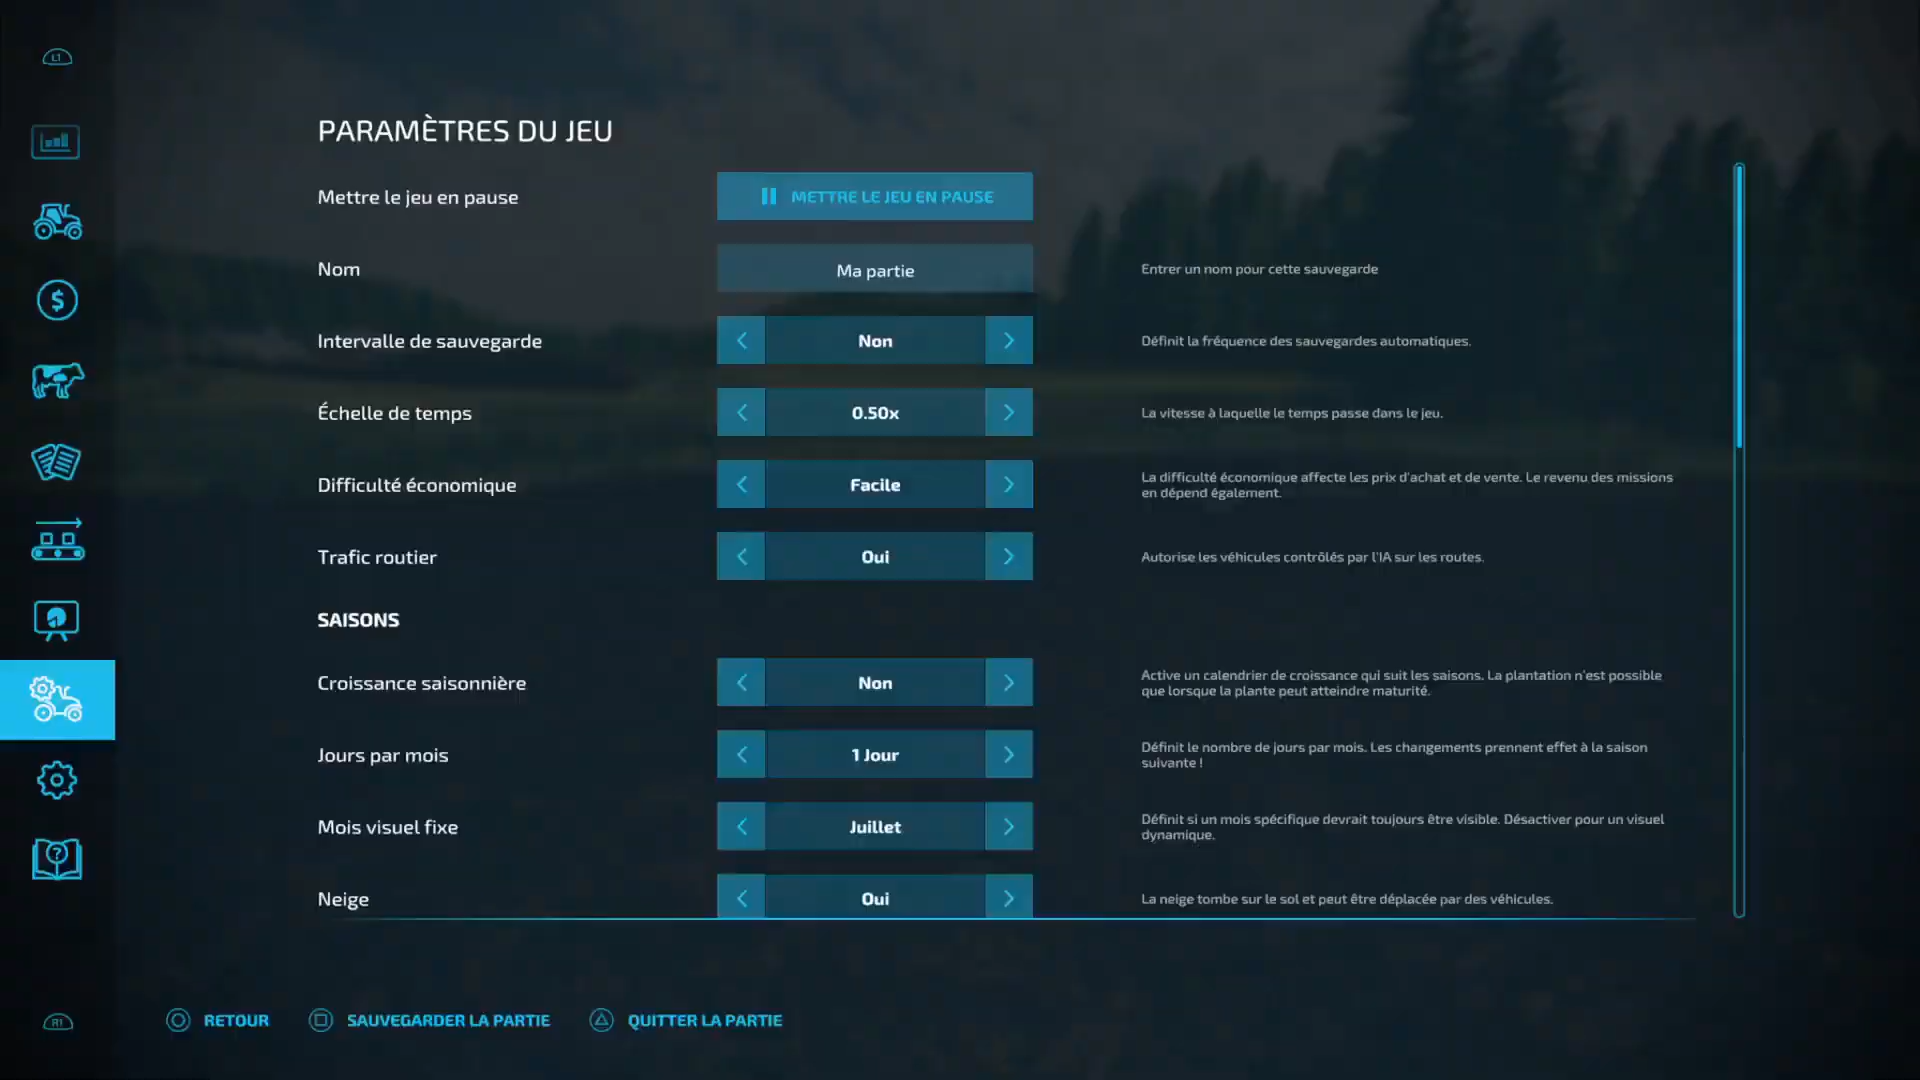 L1
PARAMÈTRES DU JEU
Mettre le jeu en pause
METTRE LE JEU EN PAUSE
Nom
Ma partie
Entrer un nom pour cette sauvegarde
Intervalle de sauvegarde
Non
Définit la fréquence des sauvegardes automatiques.
Échelle de temps
0.50x
La vitesse à laquelle le temps passe dans le jeu.
Difficulté économique
Facile
La difficulté économique affecte les prix d'achat et de vente. Le revenu des missions
en dépend également.
Trafic routier
Oui
Autorise les véhicules contrôlés par l'IA sur les routes.
SAISONS
Croissance saisonnière
Non
Active un calendrier de croissance qui suit les saisons. La plantation n'est possible
que lorsque la plante peut atteindre maturité.
Jours par mois
1 Jour
Définit le nombre de jours par mois. Les changements prennent effet à la saison
suivante !
Mois visuel fixe
Juillet
Définit si un mois spécifique devrait toujours être visible. Désactiver pour un visuel
dynamique.
Neige
Oui
La neige tombe sur le sol et peut être déplacée par des véhicules.
R1
RETOUR
SAUVEGARDER LA PARTIE
QUITTER LA PARTIE